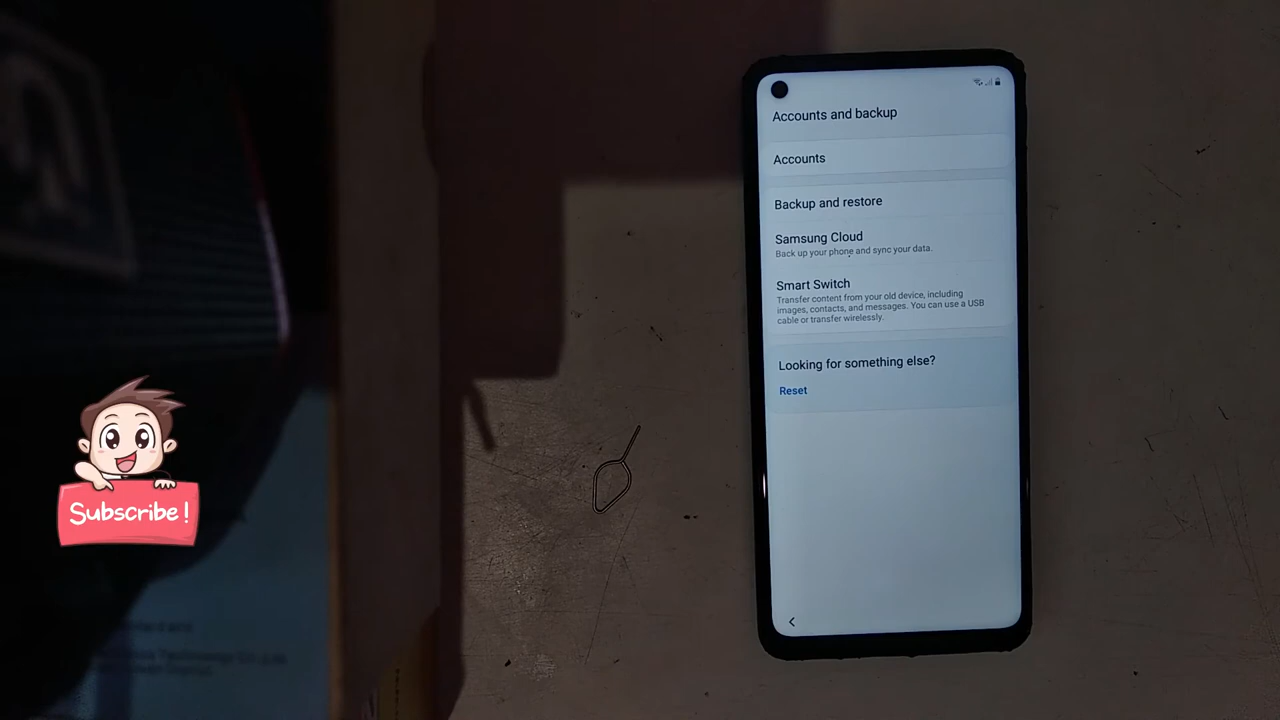 Accounts and backup
Accounts
Backup and restore
Samsung Cloud
Back up your phone and sync your data.
Smart Switch
Transfer content from your old device, including
images, contacts, and messages. You can use a USB
cable or transfer wirelessly.
Looking for something else?
Reset
Subscribe!